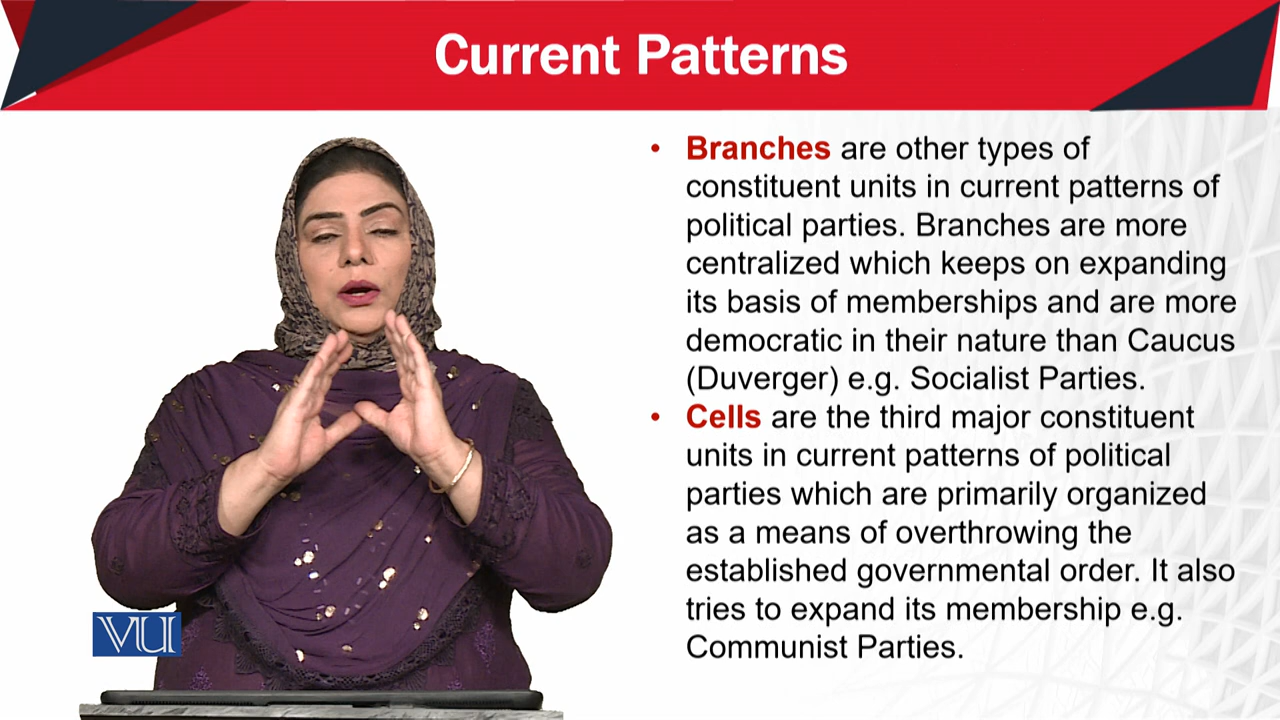 Current Patterns
• Branches are other types of
constituent units in current patterns of
political parties. Branches are more
centralized which keeps on expanding
its basis of memberships and are more
democratic in their nature than Caucus
(Duverger) e.g. Socialist Parties.
• Cells are the third major constituent
units in current patterns of political
parties which are primarily organized
as a means of overthrowing the
established governmental order. It also
tries to expand its membership e.g.
Communist Parties.
VU